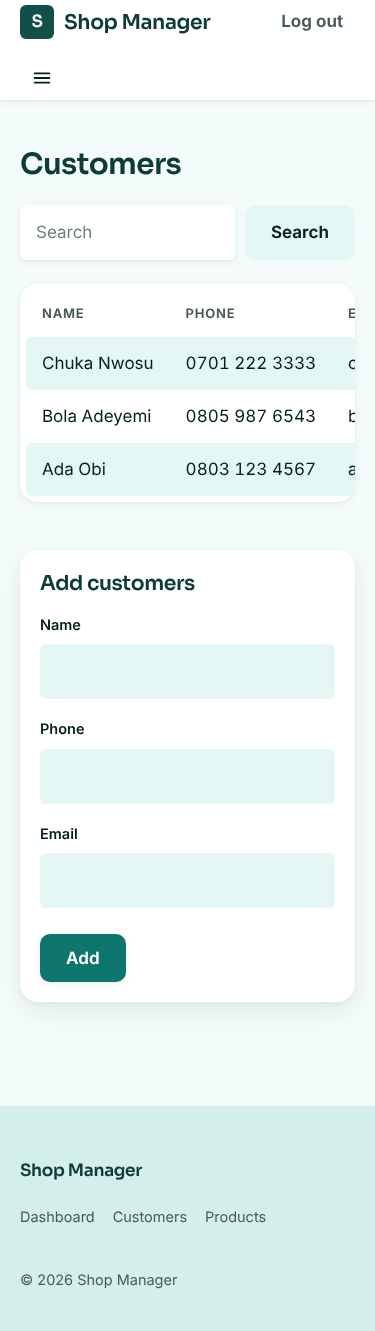 S Shop Manager Log out
Customers
Search Search
NAME PHONE
Chuka Nwosu 0701 222 3333
Bola Adeyemi 0805 987 6543
Ada Obi 0803 123 4567
Add customers
Name
Phone
Email
Add
Shop Manager
Dashboard Customers Products
© 2026 Shop Manager